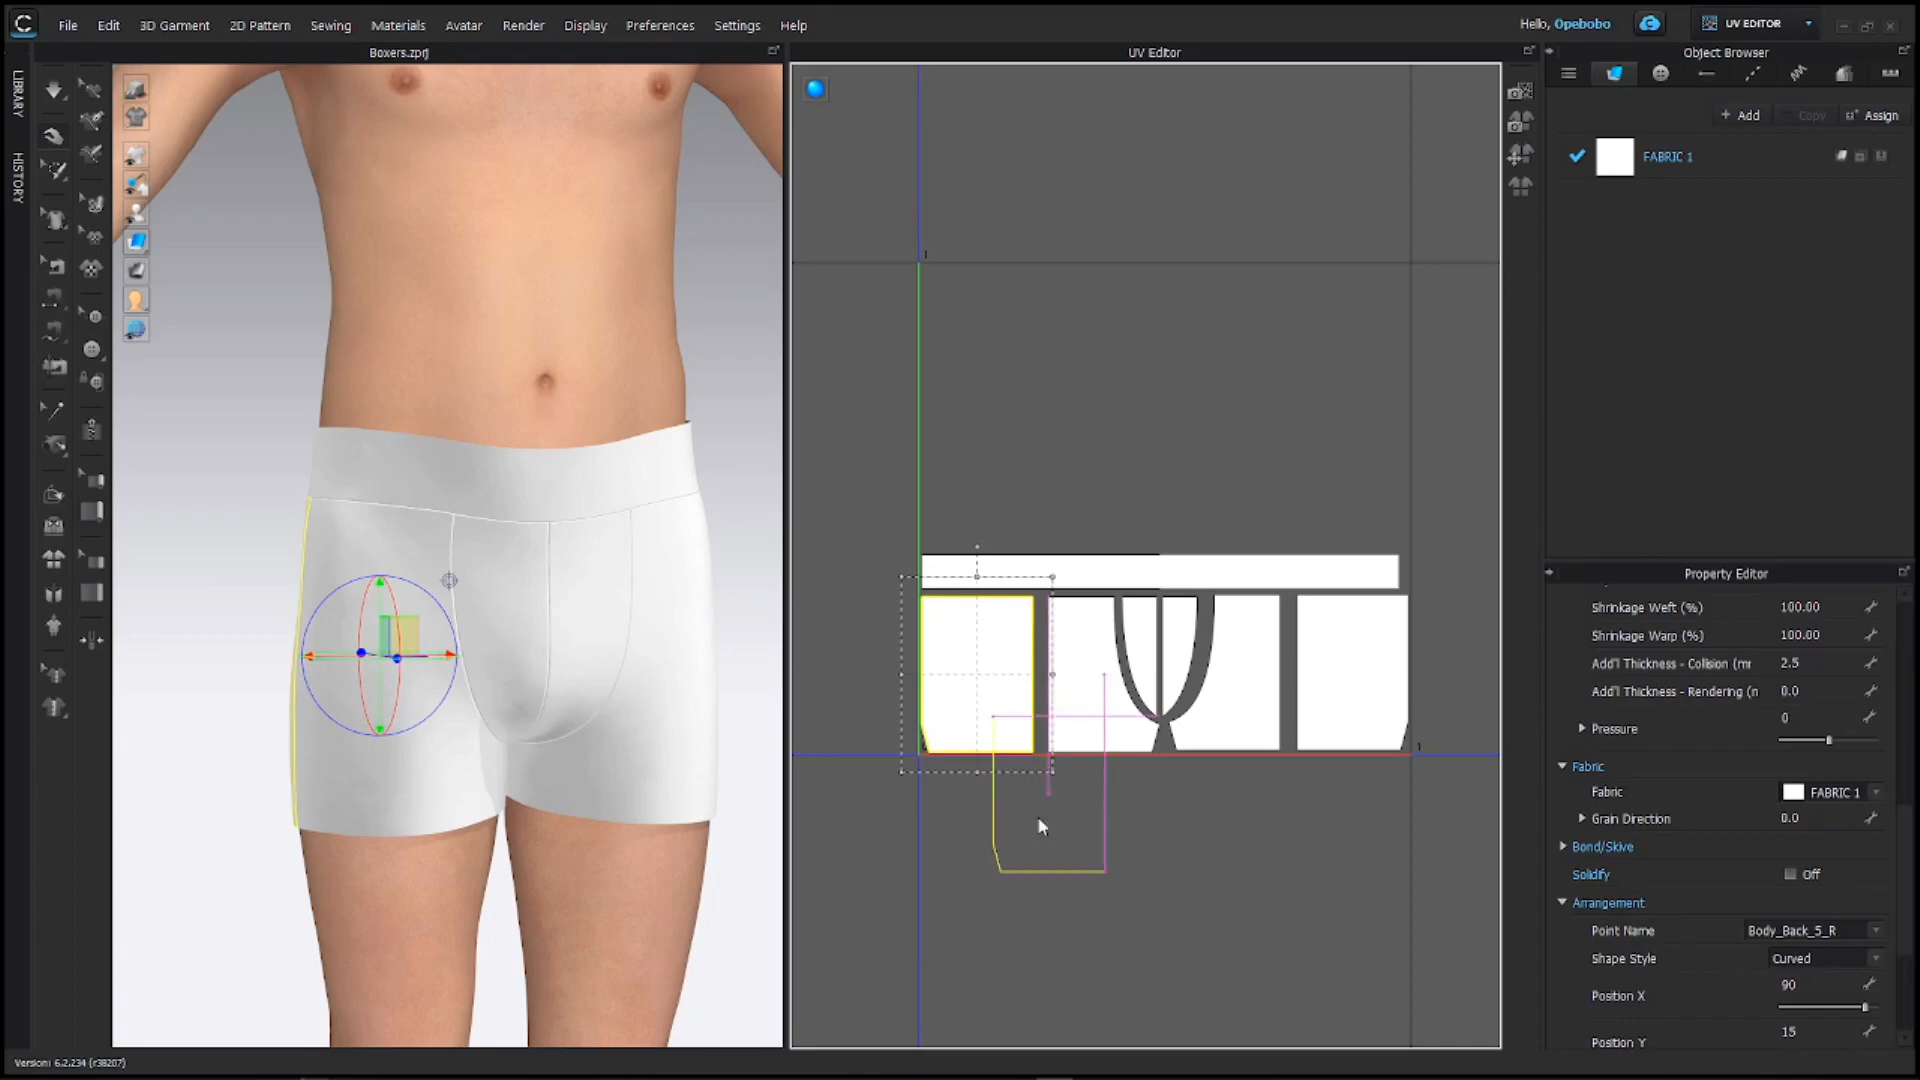 File Edit 3D Garment 2D Pattern Sewing Materials Avatar Render Display Preferences Settings Help
Hello, Opebobo
UV EDITOR
Boxers.zprj
UV Editor
Object Browser
LIBRARY
HISTORY
+ Add Copy Assign
FABRIC 1
1
1
Property Editor
Shrinkage Weft (%) 100.00
Shrinkage Warp (%) 100.00
Add'l Thickness - Collision (mr 2.5
Add'l Thickness - Rendering (n 0.0
Pressure 0
Fabric
Fabric FABRIC 1
Grain Direction 0.0
Bond/Skive
Solidify Off
Arrangement
Point Name Body_Back_5_R
Shape Style Curved
Position X 90
Position Y 15
Version: 6.2.234 (r38207)